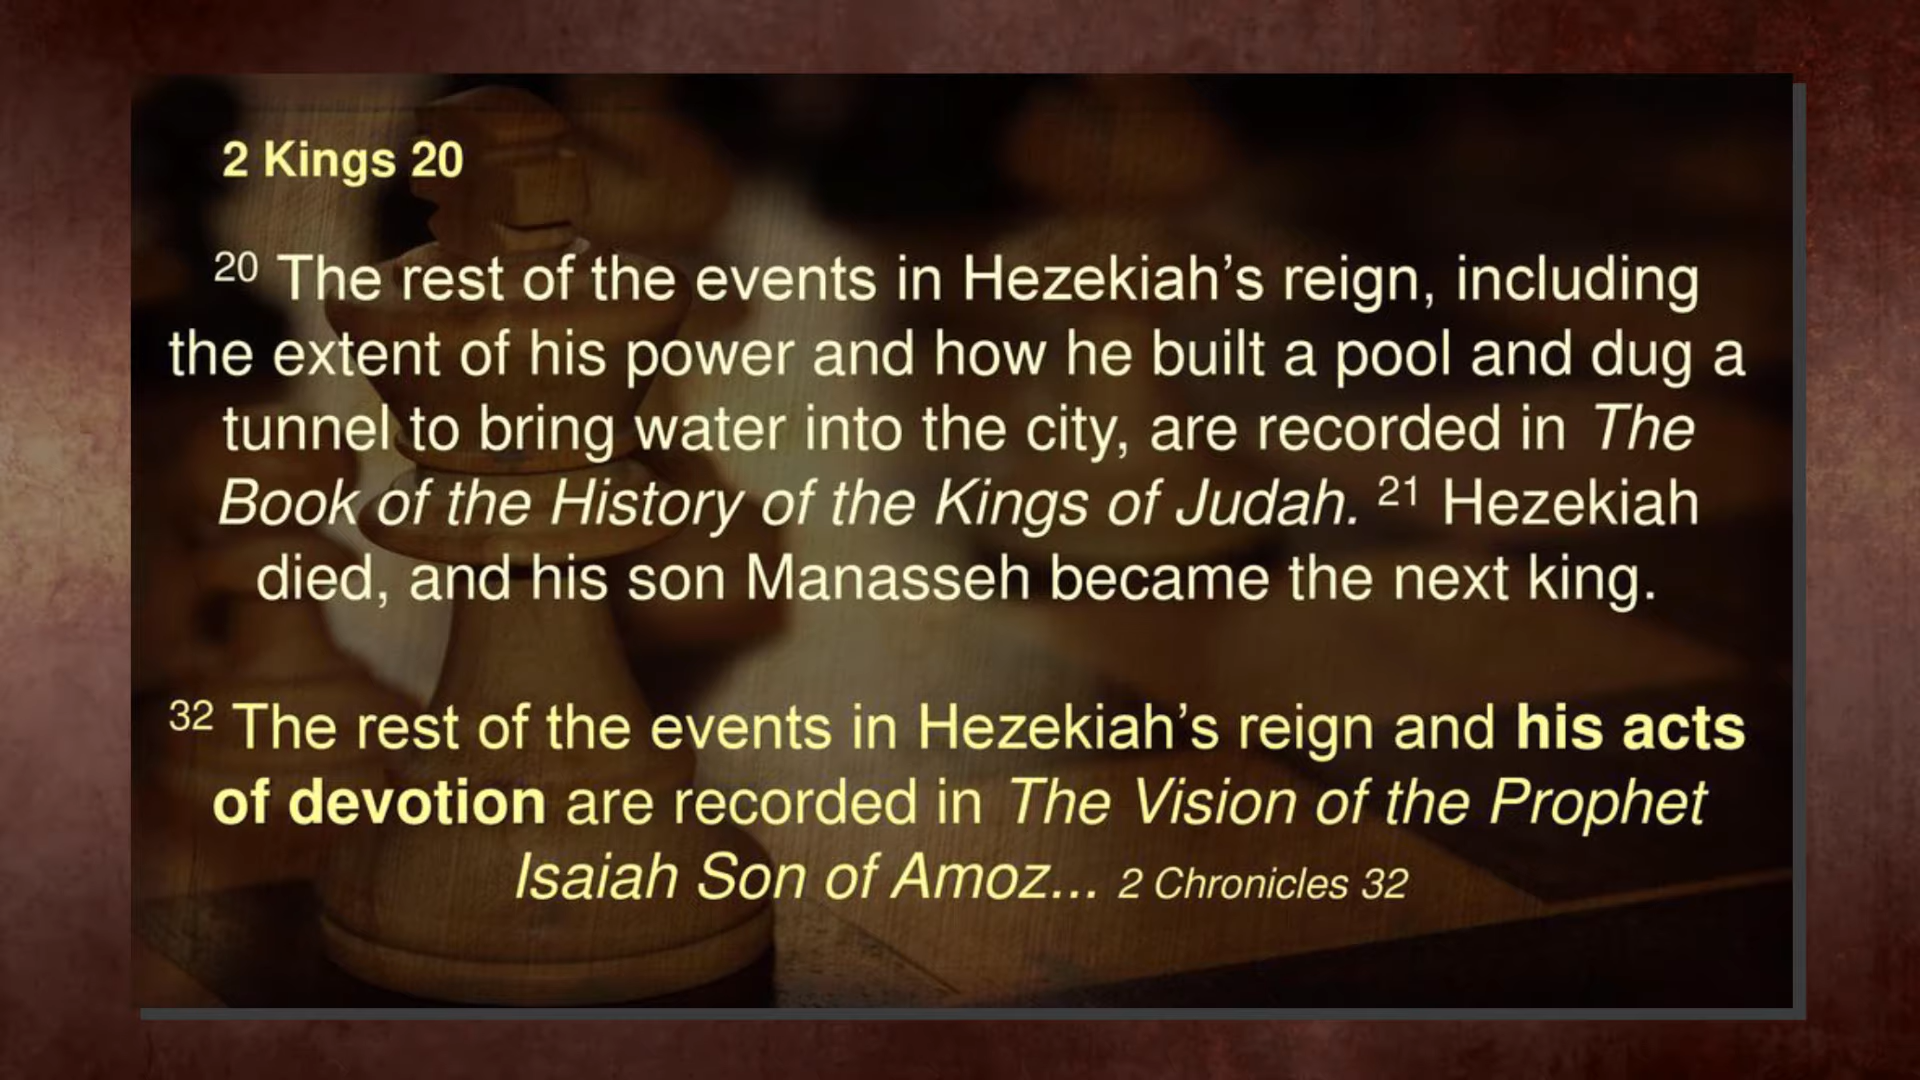 2 Kings 20
20 The rest of the events in Hezekiah’s reign, including
the extent of his power and how he built a pool and dug a
tunnel to bring water into the city, are recorded in The
Book of the History of the Kings of Judah. 21 Hezekiah
died, and his son Manasseh became the next king.
32 The rest of the events in Hezekiah’s reign and his acts
of devotion are recorded in The Vision of the Prophet
Isaiah Son of Amoz... 2 Chronicles 32